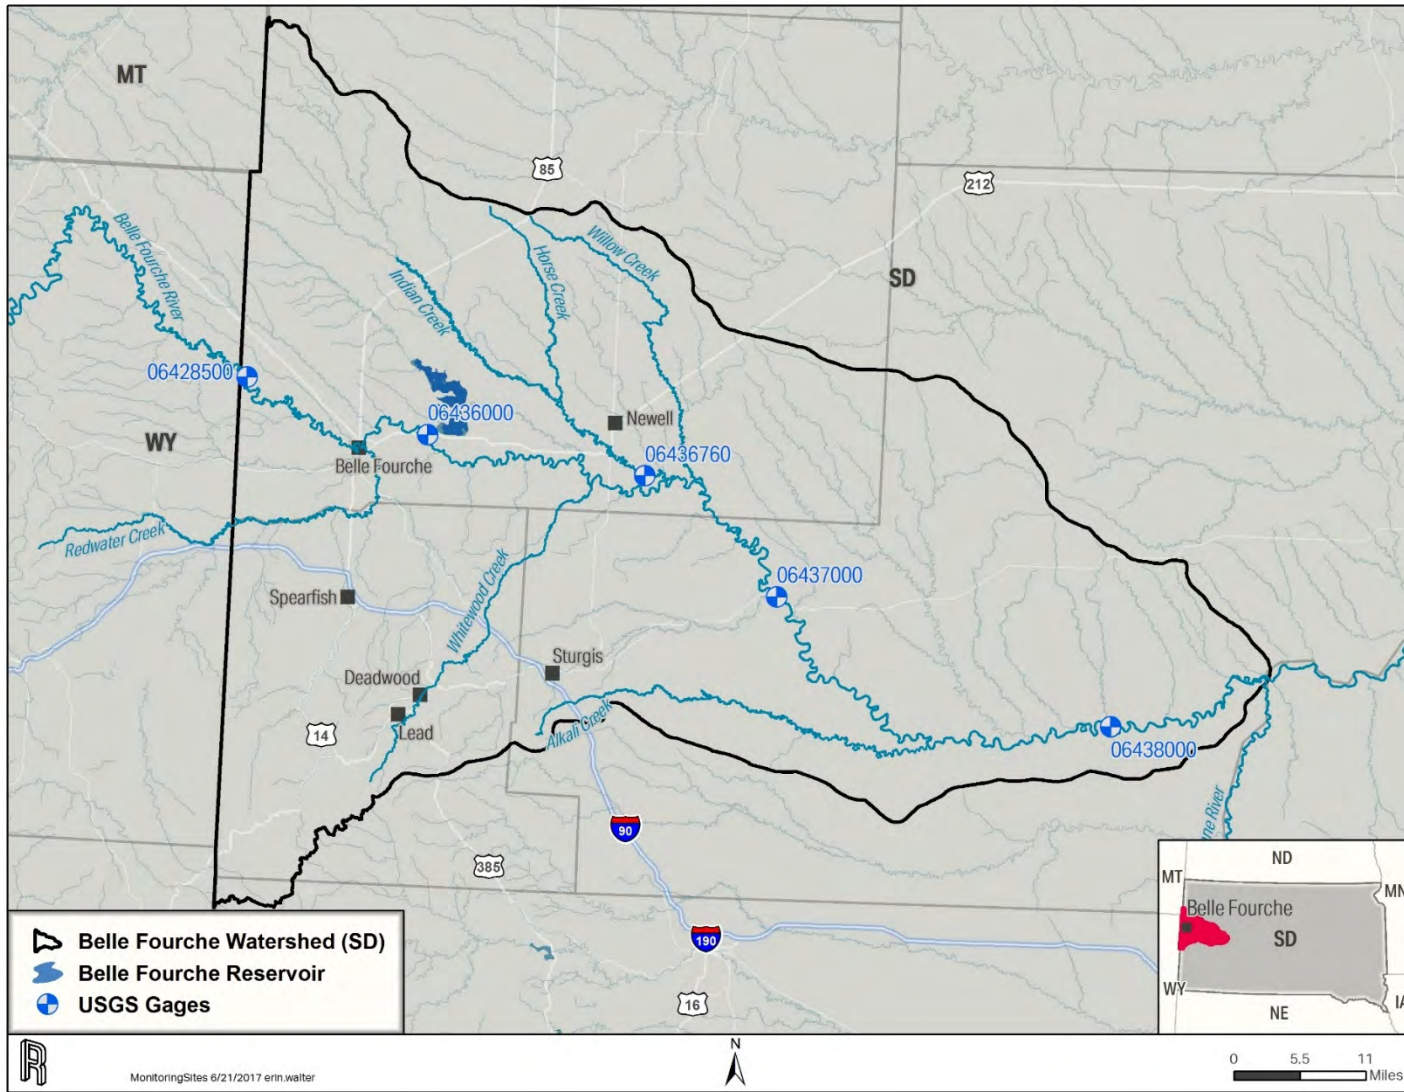 MT
85
212
Belle Fourche River
Willow Creek
Horse Creek
Indian Creek
SD
06428500
06436000
Newell
WY
Belle Fourche
06436760
Redwater Creek
Whitewood Creek
06437000
Spearfish
Sturgis
Deadwood
Lead
14
Alkali Creek
06438000
ne River
90
385
190
16
Belle Fourche Watershed (SD)
Belle Fourche Reservoir
USGS Gages
ND
MT
MN
Belle Fourche
SD
WY
NE
IA
R
MonitoringSites 6/21/2017 erin.walter
N
0 5.5 11
Miles